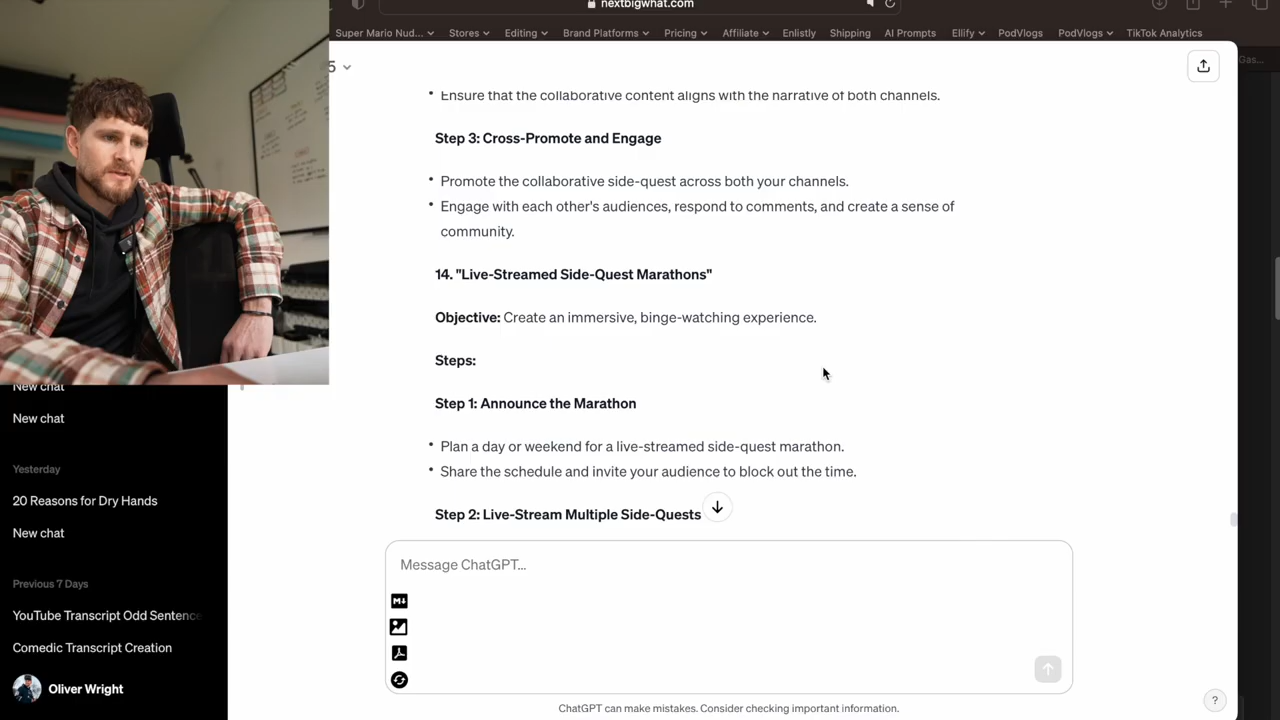 nextbigwhat.com
Super Mario Nud... Stores Editing Brand Platforms Pricing Affiliate Enlistly Shipping AI Prompts Ellify PodVlogs PodVlogs TikTok Analytics
Gas...
5
• Ensure that the collaborative content aligns with the narrative of both channels.
Step 3: Cross-Promote and Engage
• Promote the collaborative side-quest across both your channels.
• Engage with each other's audiences, respond to comments, and create a sense of
community.
14. "Live-Streamed Side-Quest Marathons"
Objective: Create an immersive, binge-watching experience.
Steps:
Step 1: Announce the Marathon
• Plan a day or weekend for a live-streamed side-quest marathon.
• Share the schedule and invite your audience to block out the time.
Step 2: Live-Stream Multiple Side-Quests
New chat
New chat
Yesterday
20 Reasons for Dry Hands
New chat
Previous 7 Days
YouTube Transcript Odd Sentence
Comedic Transcript Creation
Oliver Wright
Message ChatGPT...
M
ChatGPT can make mistakes. Consider checking important information.
?